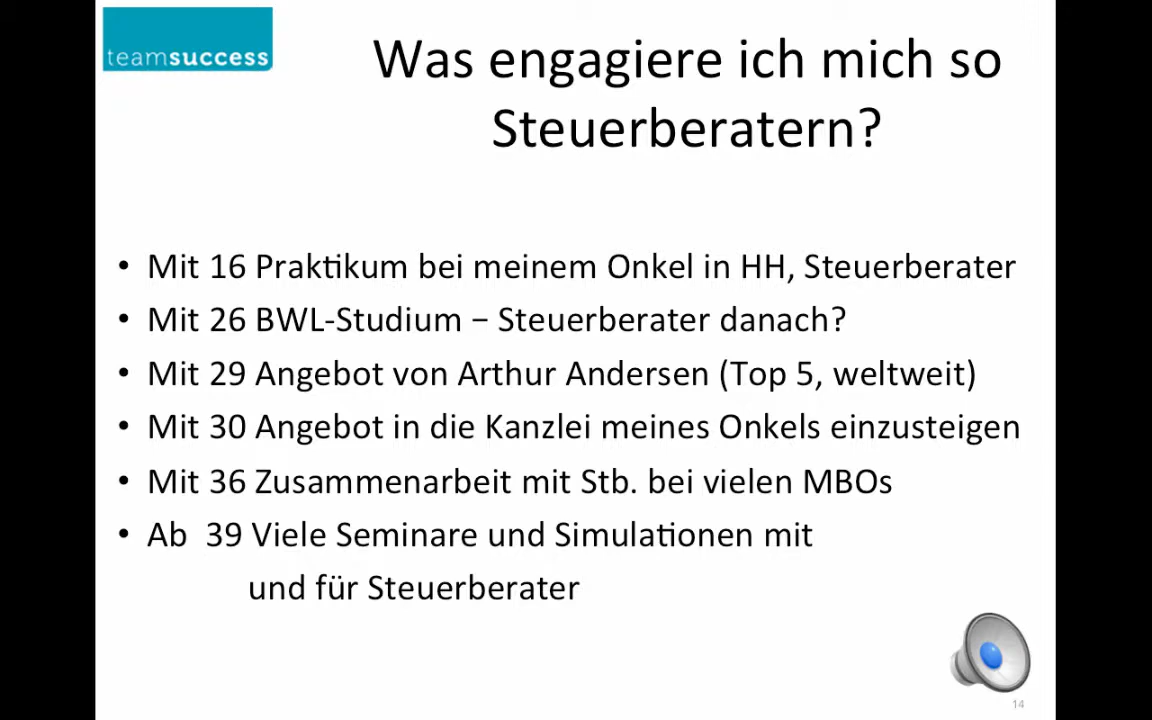 teamsuccess
Was engagiere ich mich so
Steuerberatern?
• Mit 16 Praktikum bei meinem Onkel in HH, Steuerberater
• Mit 26 BWL-Studium – Steuerberater danach?
• Mit 29 Angebot von Arthur Andersen (Top 5, weltweit)
• Mit 30 Angebot in die Kanzlei meines Onkels einzusteigen
• Mit 36 Zusammenarbeit mit Stb. bei vielen MBOs
• Ab 39 Viele Seminare und Simulationen mit
und für Steuerberater
14